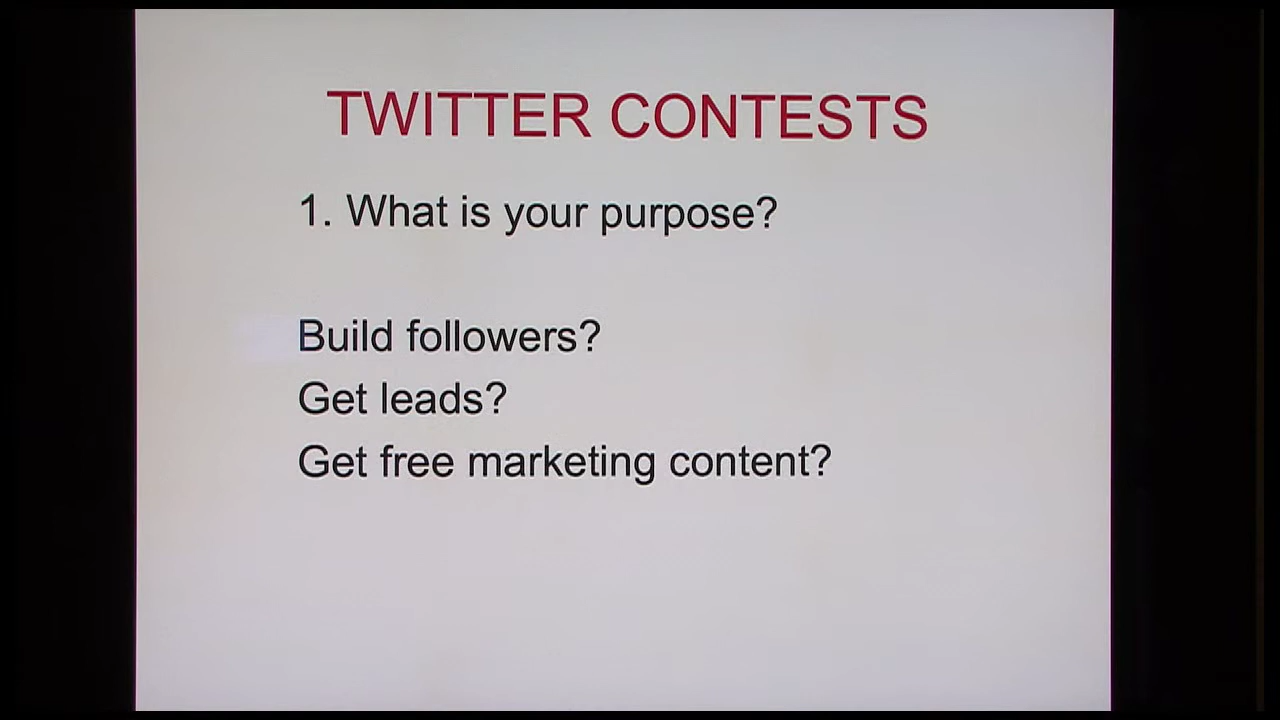 TWITTER CONTESTS
1. What is your purpose?
Build followers?
Get leads?
Get free marketing content?